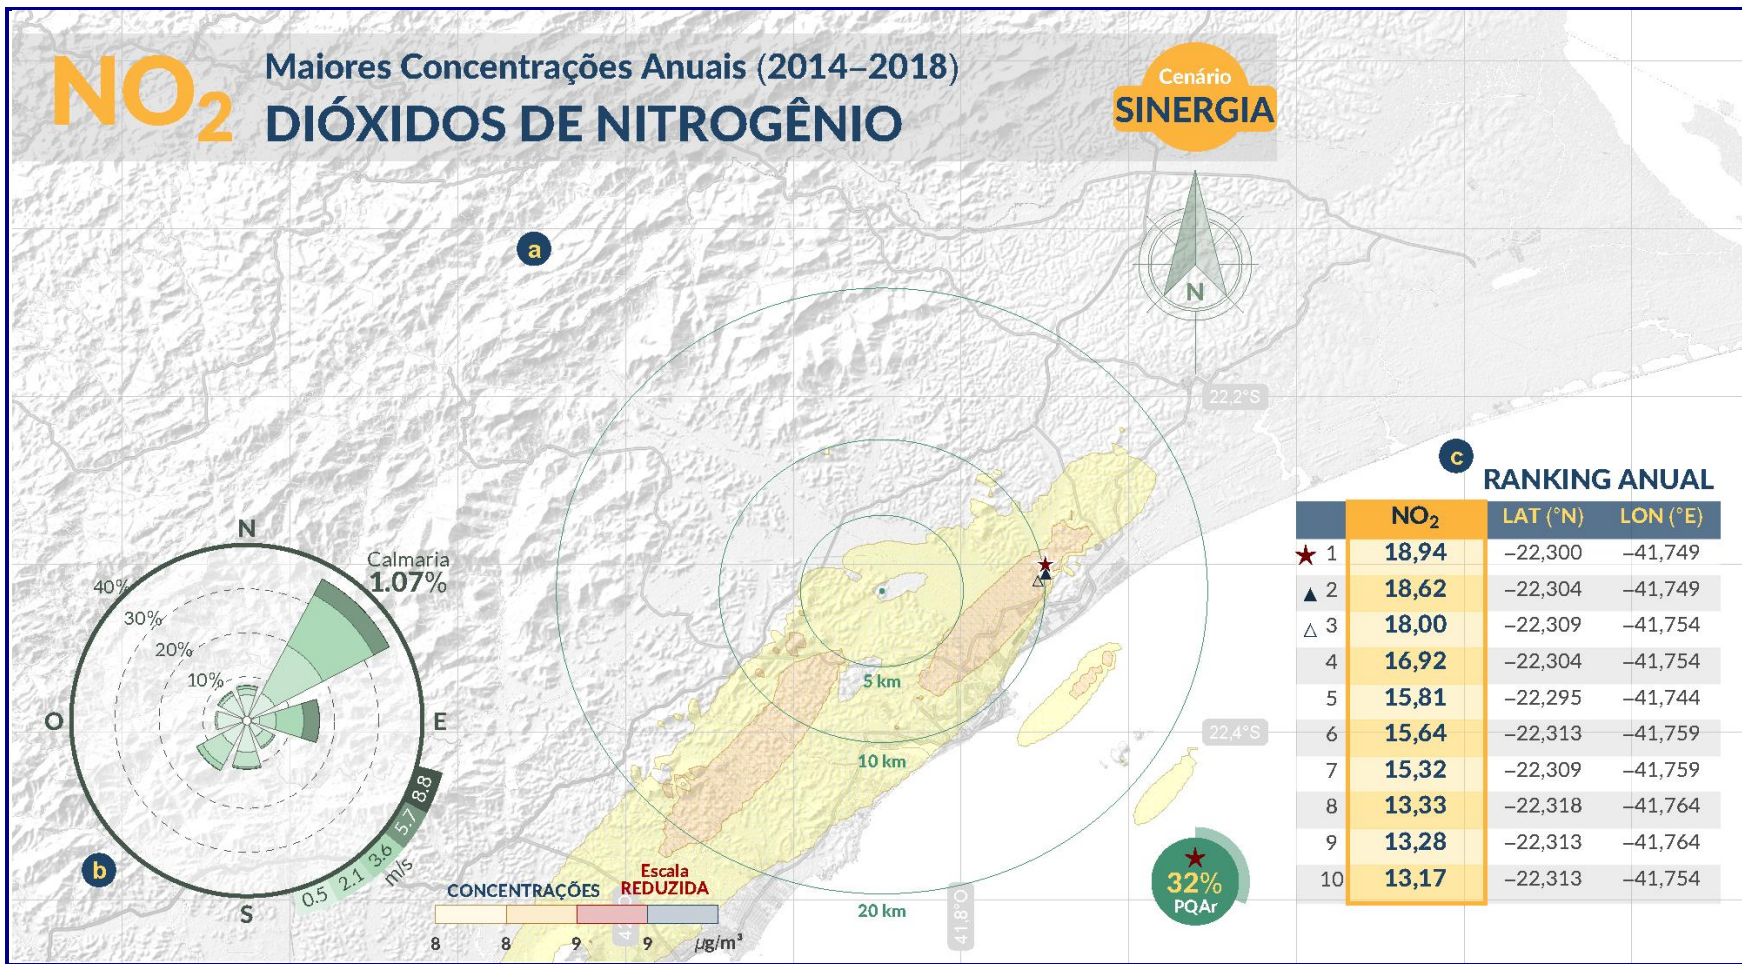 NO₂
Maiores Concentrações Anuais (2014–2018)
DIÓXIDOS DE NITROGÊNIO
Cenário
SINERGIA
a
N
22,2°S
c
RANKING ANUAL
NO₂ LAT (°N) LON (°E)
1 18,94 –22,300 –41,749
2 18,62 –22,304 –41,749
3 18,00 –22,309 –41,754
4 16,92 –22,304 –41,754
5 15,81 –22,295 –41,744
6 15,64 –22,313 –41,759
7 15,32 –22,309 –41,759
8 13,33 –22,318 –41,764
9 13,28 –22,313 –41,764
10 13,17 –22,313 –41,754
N
Calmaria
1.07%
40%
30%
20%
10%
O
E
S
0.5 2.1 3.6 5.7 8.8
m/s
b
5 km
10 km
20 km
22,4°S
41,8°O
32%
PQAr
CONCENTRAÇÕES
Escala
REDUZIDA
8 8 9 9 µg/m³